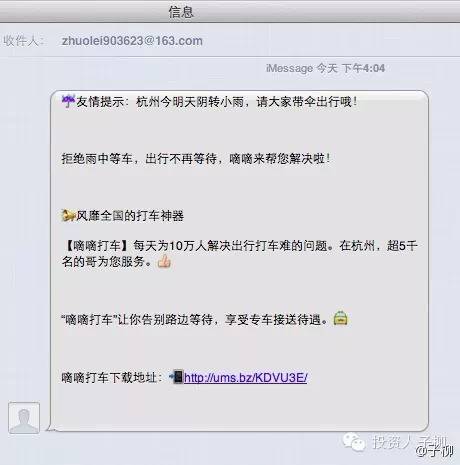 信息
收件人： zhuolei903623@163.com
iMessage 今天 下午4:04
友情提示：杭州今明天阴转小雨，请大家带伞出行哦！
拒绝雨中等车，出行不再等待，嘀嘀来帮您解决啦！
风靡全国的打车神器
【嘀嘀打车】每天为10万人解决出行打车难的问题。在杭州，超5千
名的哥为您服务。
“嘀嘀打车”让你告别路边等待，享受专车接送待遇。
嘀嘀打车下载地址：http://ums.bz/KDVU3E/
投资人子柳
@子柳